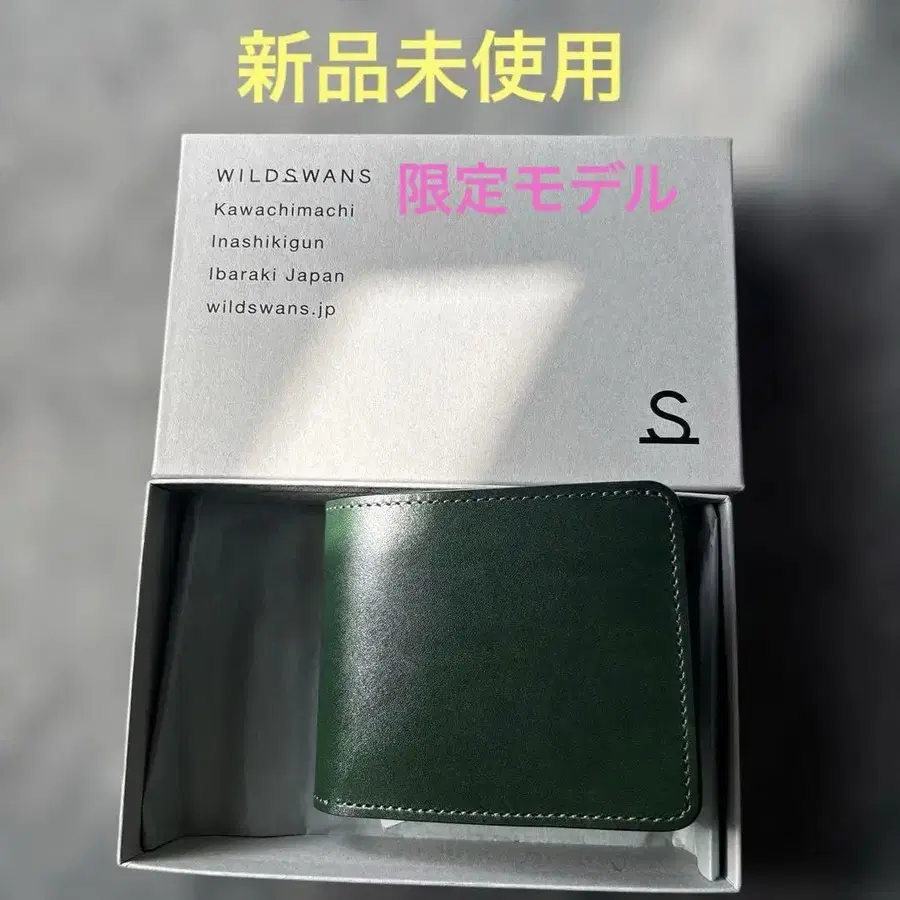 新品未使用
WILDSWANS 限定モデル
Kawachimachi
Inashikigun
Ibaraki Japan
wildswans.jp
S